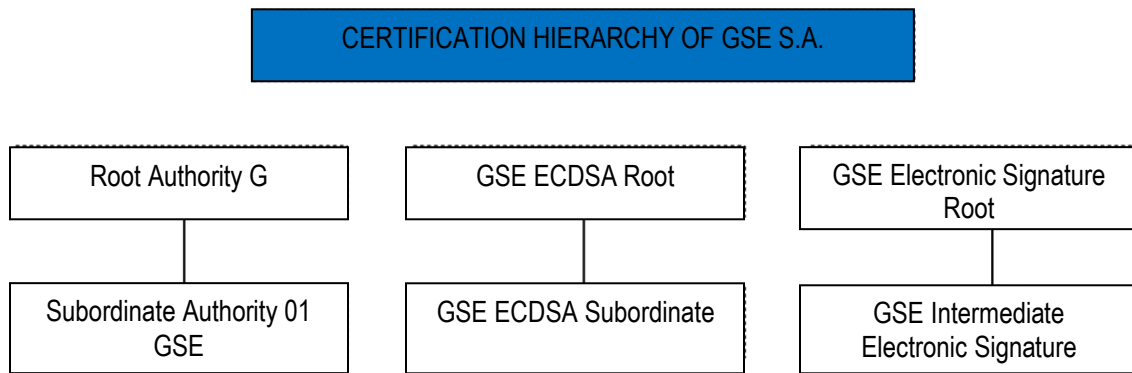 CERTIFICATION HIERARCHY OF GSE S.A.
Root Authority G
GSE ECDSA Root
GSE Electronic Signature
Root
Subordinate Authority 01
GSE
GSE ECDSA Subordinate
GSE Intermediate
Electronic Signature